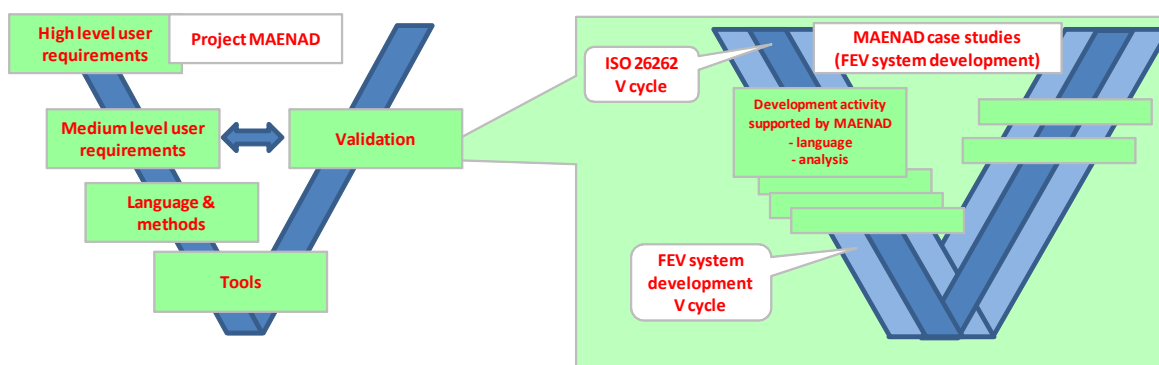 High level user
requirements
Project MAENAD
Medium level user
requirements
Validation
Language &
methods
Tools
ISO 26262
V cycle
MAENAD case studies
(FEV system development)
Development activity
supported by MAENAD
- language
- analysis
FEV system
development
V cycle